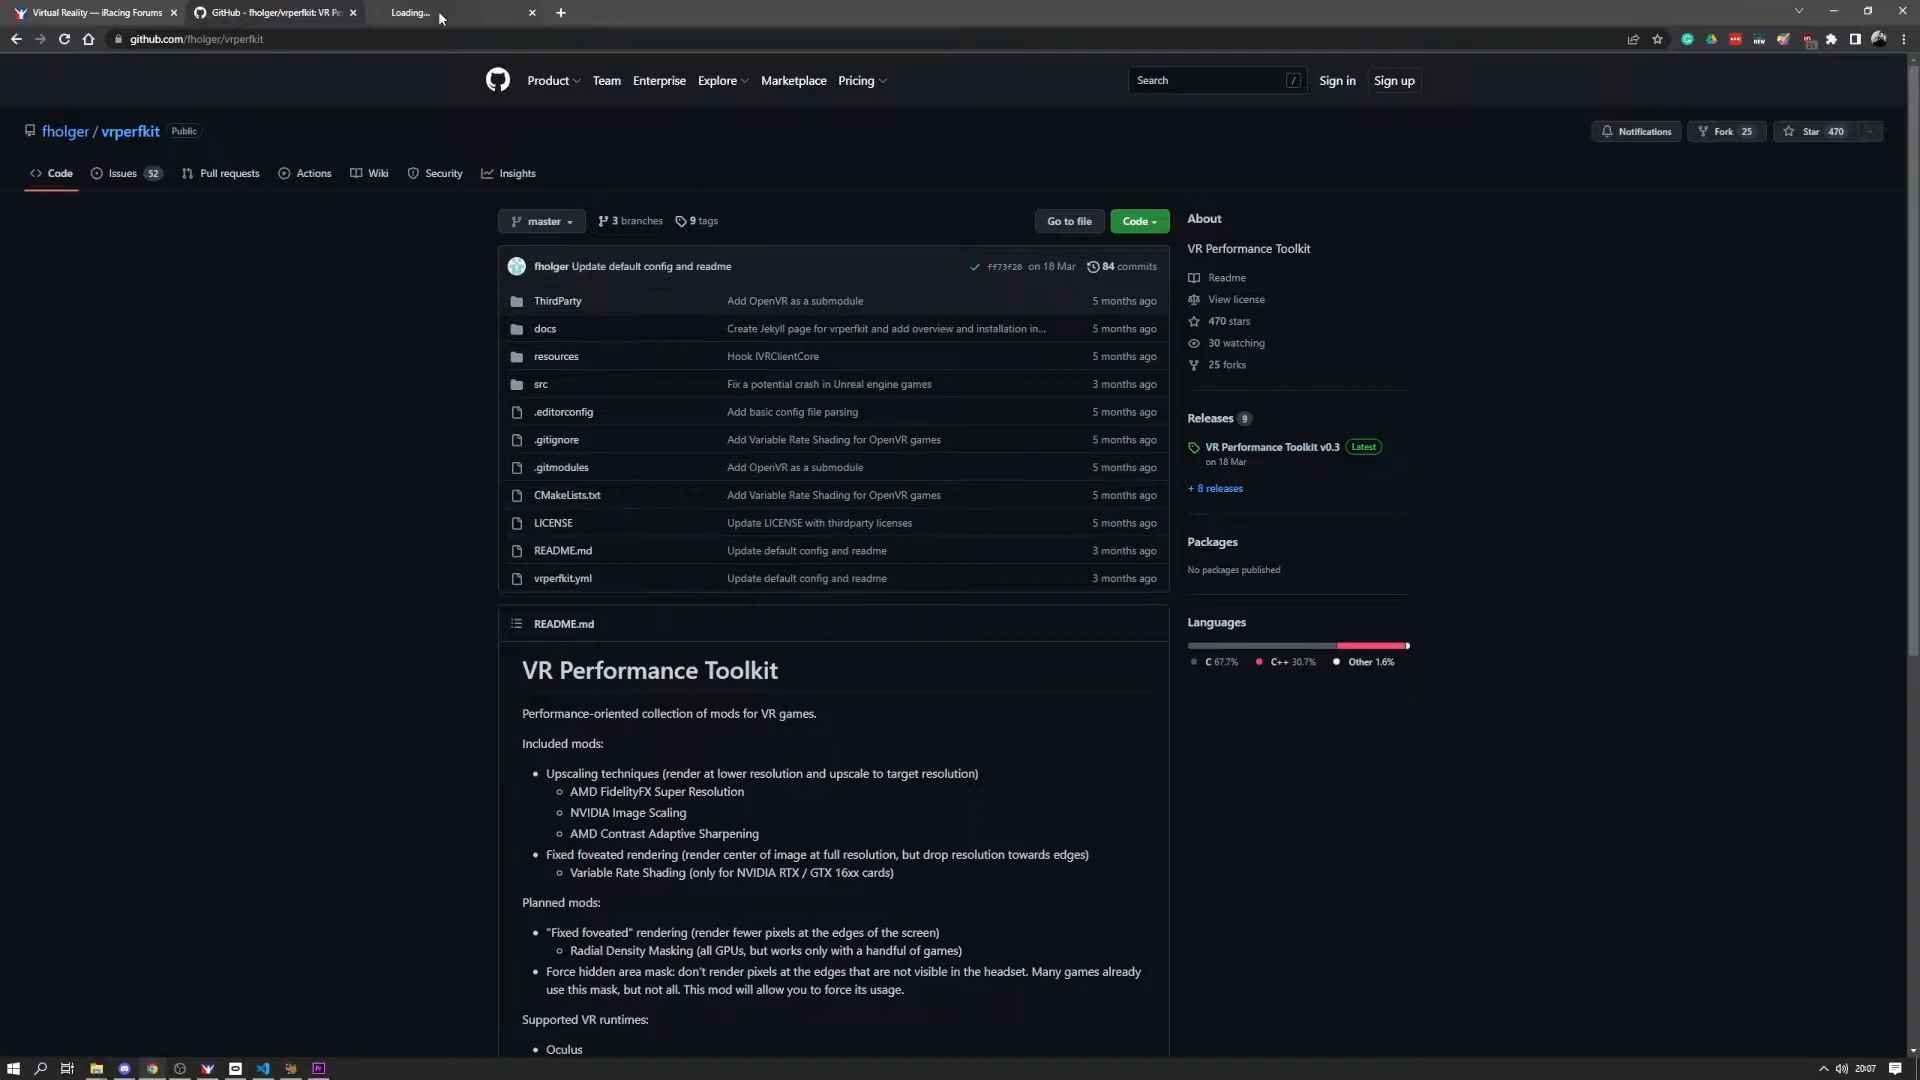 Virtual Reality — iRacing Forums
GitHub - fholger/vrperfkit: VR Pe
Loading...
github.com/fholger/vrperfkit
Product
Team
Enterprise
Explore
Marketplace
Pricing
Search /
Sign in
Sign up
fholger / vrperfkit Public
Notifications
Fork 25
Star 470
Code
Issues 52
Pull requests
Actions
Wiki
Security
Insights
master
3 branches
9 tags
Go to file
Code
fholger Update default config and readme ff73f20 on 18 Mar 84 commits
ThirdParty Add OpenVR as a submodule 5 months ago
docs Create Jekyll page for vrperfkit and add overview and installation in... 5 months ago
resources Hook IVRClientCore 5 months ago
src Fix a potential crash in Unreal engine games 3 months ago
.editorconfig Add basic config file parsing 5 months ago
.gitignore Add Variable Rate Shading for OpenVR games 5 months ago
.gitmodules Add OpenVR as a submodule 5 months ago
CMakeLists.txt Add Variable Rate Shading for OpenVR games 5 months ago
LICENSE Update LICENSE with thirdparty licenses 5 months ago
README.md Update default config and readme 3 months ago
vrperfkit.yml Update default config and readme 3 months ago
README.md
VR Performance Toolkit
Performance-oriented collection of mods for VR games.
Included mods:
Upscaling techniques (render at lower resolution and upscale to target resolution)
AMD FidelityFX Super Resolution
NVIDIA Image Scaling
AMD Contrast Adaptive Sharpening
Fixed foveated rendering (render center of image at full resolution, but drop resolution towards edges)
Variable Rate Shading (only for NVIDIA RTX / GTX 16xx cards)
Planned mods:
"Fixed foveated" rendering (render fewer pixels at the edges of the screen)
Radial Density Masking (all GPUs, but works only with a handful of games)
Force hidden area mask: don't render pixels at the edges that are not visible in the headset. Many games already
use this mask, but not all. This mod will allow you to force its usage.
Supported VR runtimes:
Oculus
About
VR Performance Toolkit
Readme
View license
470 stars
30 watching
25 forks
Releases 9
VR Performance Toolkit v0.3 Latest
on 18 Mar
+ 8 releases
Packages
No packages published
Languages
C 67.7% C++ 30.7% Other 1.6%
20:07